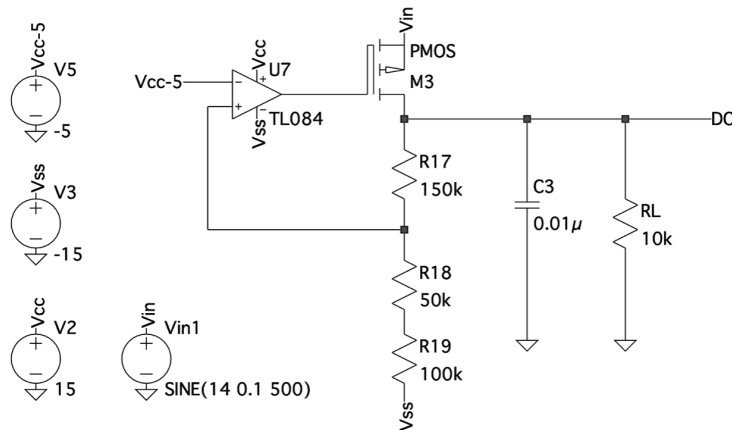 Vcc-5
V5
-5
Vss
V3
-15
Vcc
V2
15
Vin
Vin1
SINE(14 0.1 500)
Vcc-5
Vcc
U7
TL084
Vss
Vin
PMOS
M3
R17
150k
R18
50k
R19
100k
Vss
C3
0.01µ
RL
10k